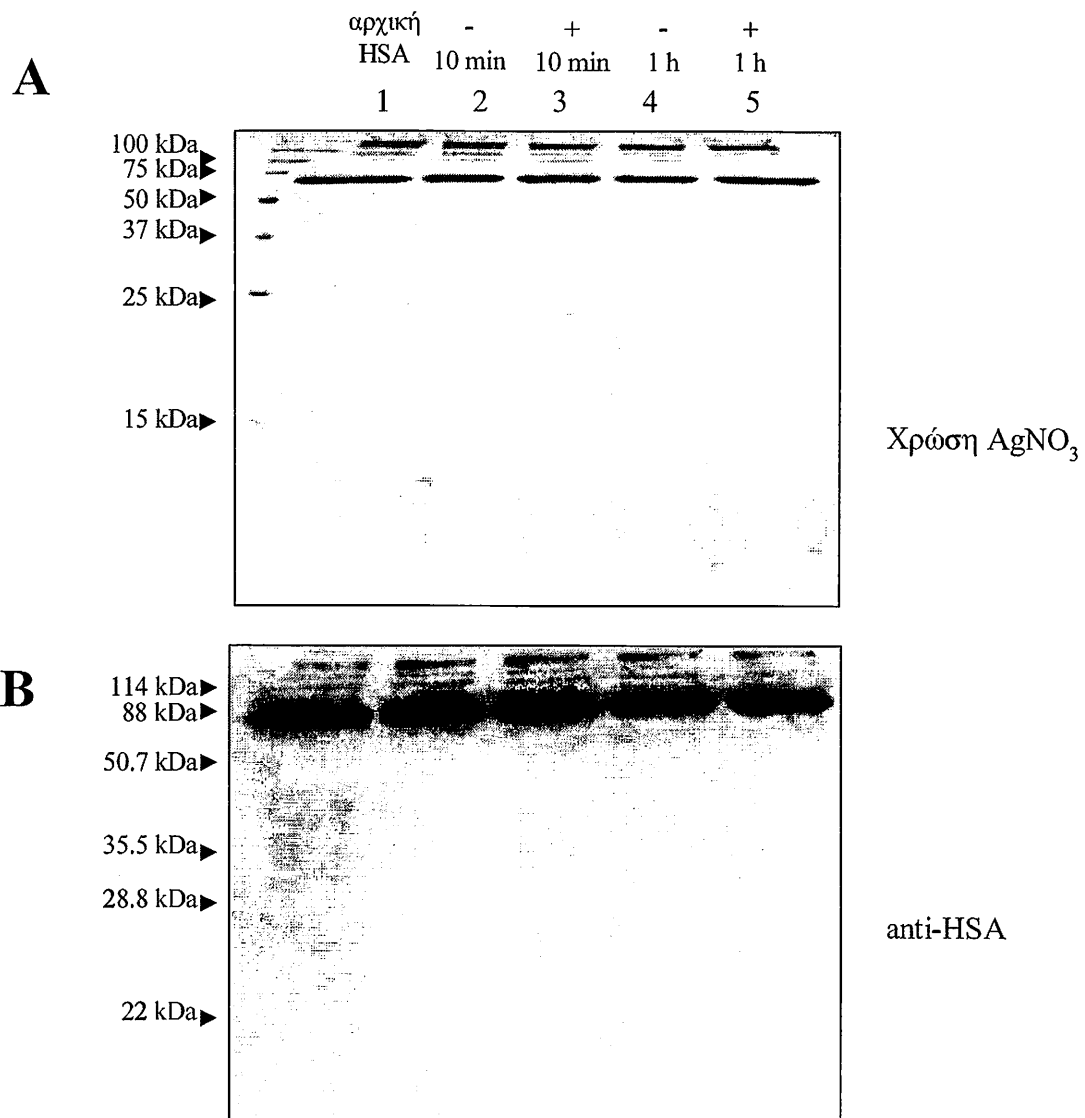 αρχική - + - +
HSA 10 min 10 min 1 h 1 h
A
1 2 3 4 5
100 kDa
75 kDa
50 kDa
37 kDa
25 kDa
15 kDa
Χρώση AgNO3
B
114 kDa
88 kDa
50.7 kDa
35.5 kDa
28.8 kDa
anti-HSA
22 kDa